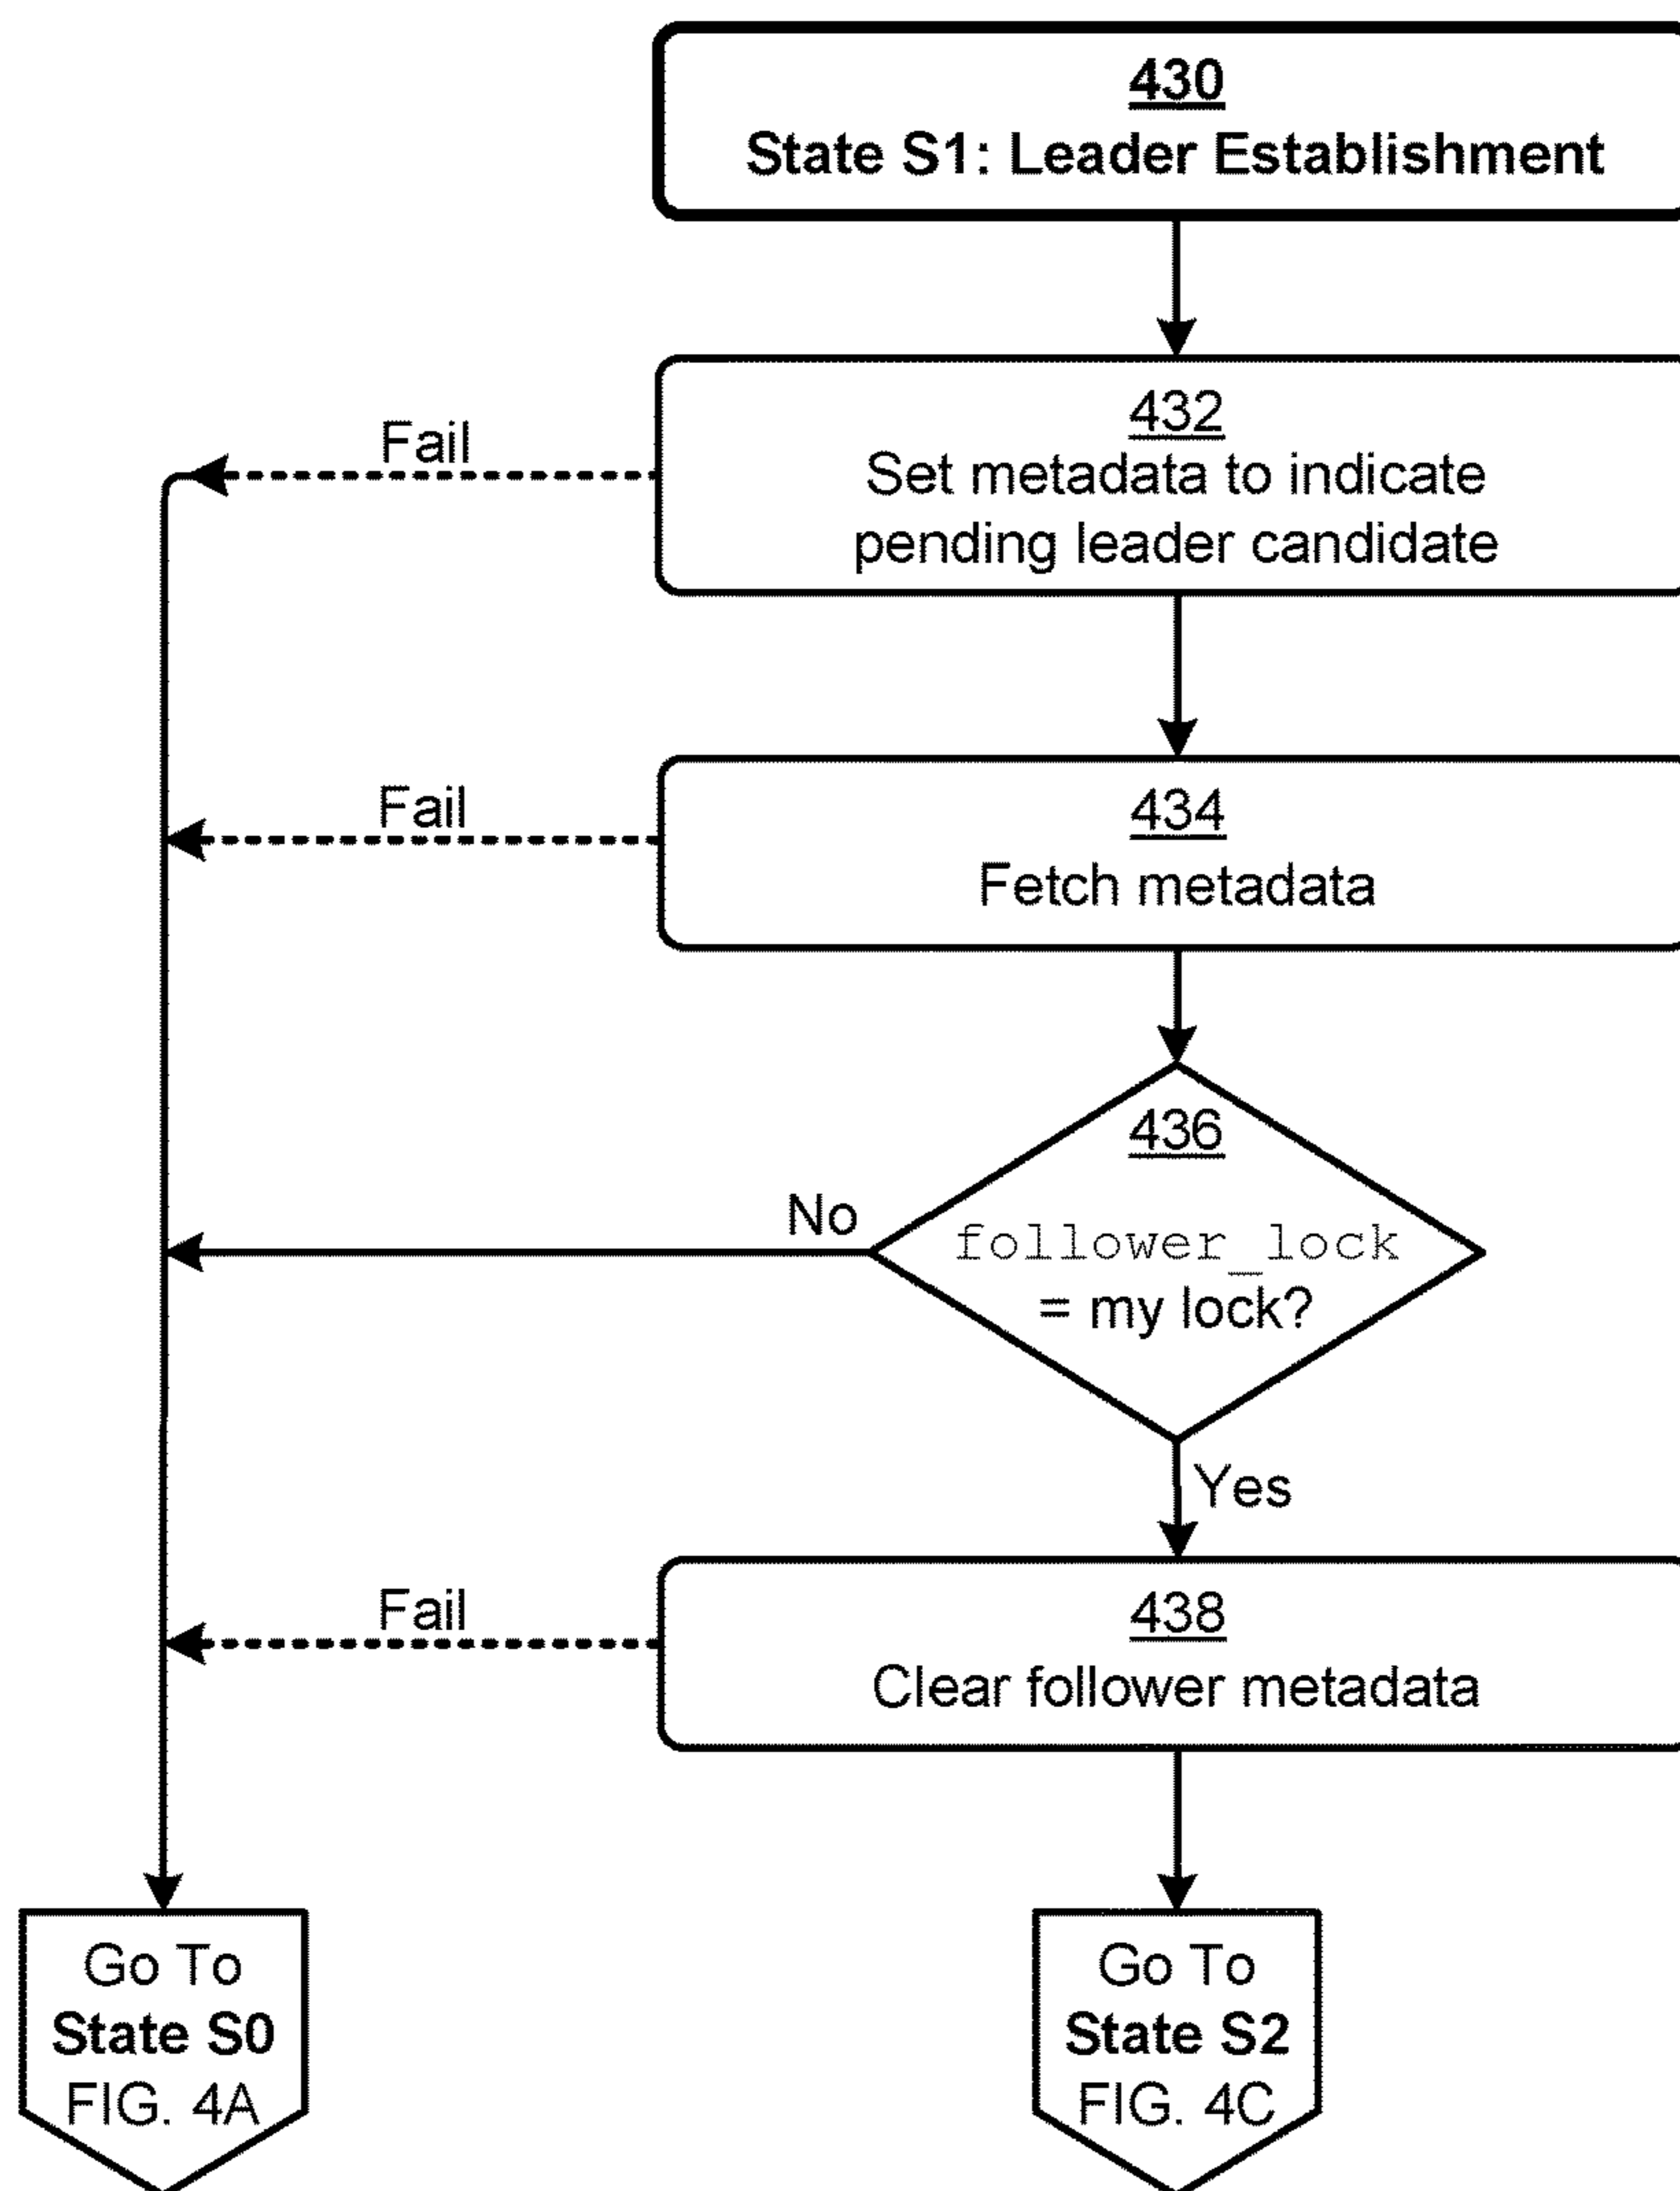 430
State S1: Leader Establishment
432
Set metadata to indicate
pending leader candidate
Fail
434
Fetch metadata
Fail
436
follower_lock
= my lock?
No
Yes
438
Clear follower metadata
Fail
Go To
State S0
FIG. 4A
Go To
State S2
FIG. 4C